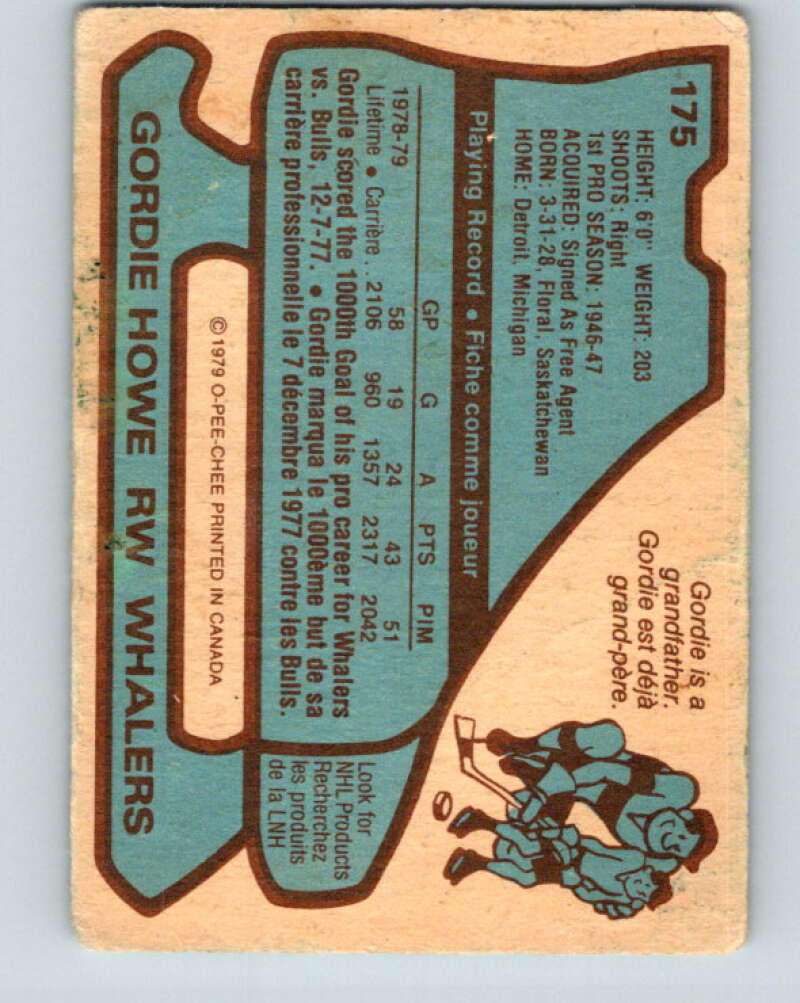 175
HEIGHT: 6'0" WEIGHT: 203
SHOOTS: Right
1st PRO SEASON: 1946-47
ACQUIRED: Signed As Free Agent
BORN: 3-31-28, Floral, Saskatchewan
HOME: Detroit, Michigan
Gordie is a
grandfather.
Gordie est déjà
grand-père.
Playing Record • Fiche comme joueur
GP G A PTS PIM
1978-79 58 19 24 43 51
Lifetime • Carrière .. 2106 960 1357 2317 2042
Gordie scored the 1000th Goal of his pro career for Whalers
vs. Bulls, 12-7-77. • Gordie marqua le 1000ème but de sa
carrière professionnelle le 7 décembre 1977 contre les Bulls.
Look for
NHL Products
Recherchez
les produits
de la LNH
© 1979 O-PEE-CHEE PRINTED IN CANADA
GORDIE HOWE RW WHALERS